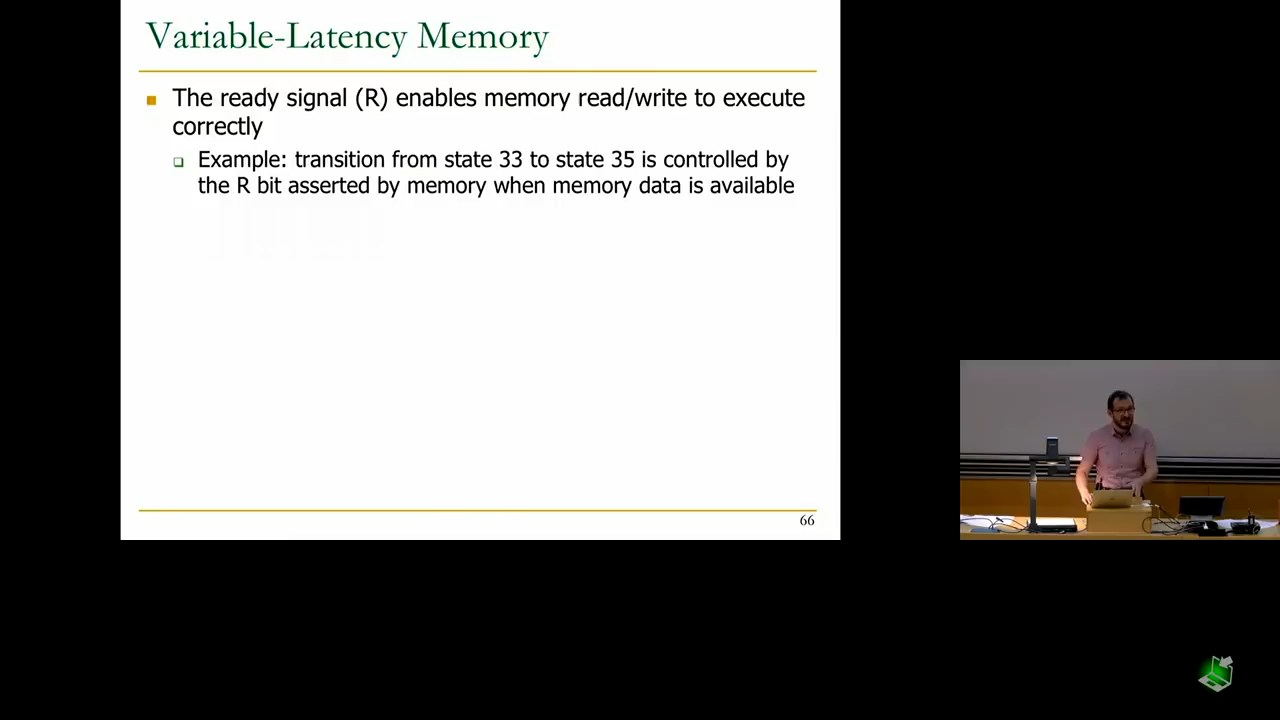 Variable-Latency Memory
The ready signal (R) enables memory read/write to execute
correctly
Example: transition from state 33 to state 35 is controlled by
the R bit asserted by memory when memory data is available
66